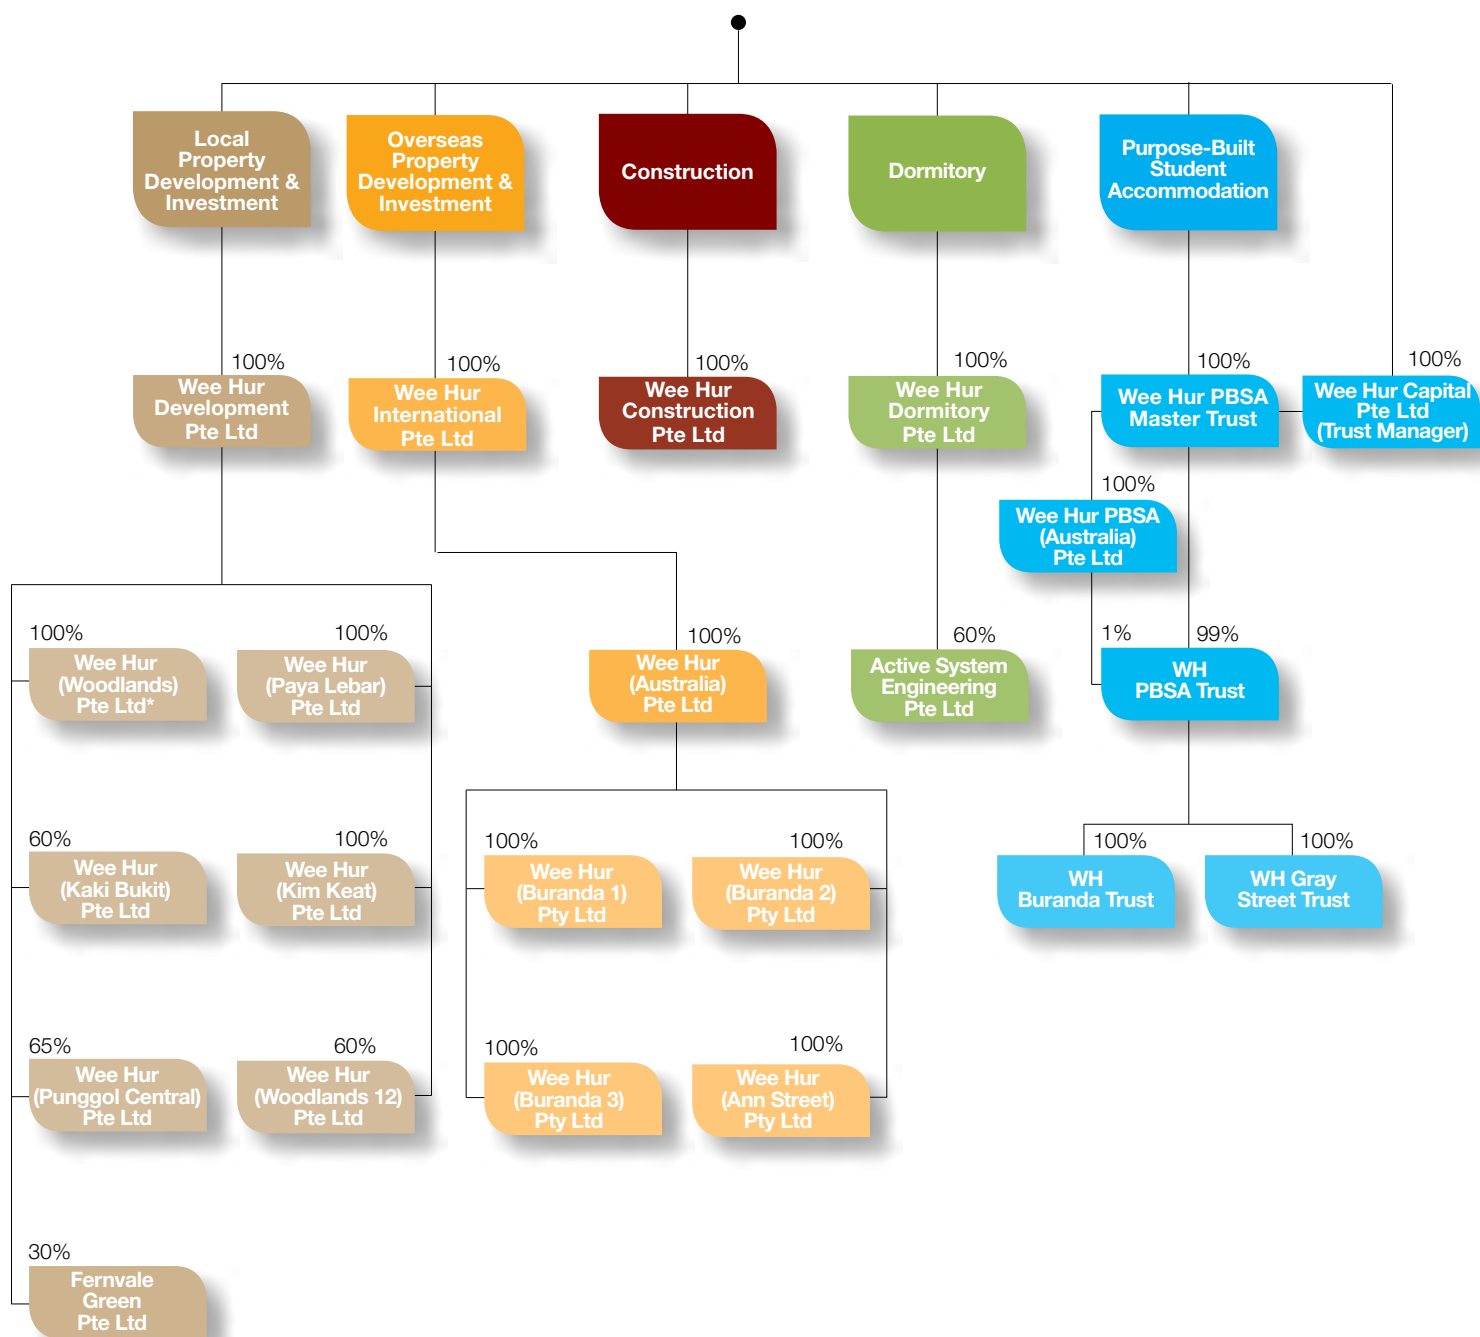 Local
Property
Development &
Investment
Overseas
Property
Development &
Investment
Construction
Dormitory
Purpose-Built
Student
Accommodation
100%
Wee Hur
Development
Pte Ltd
100%
Wee Hur
International
Pte Ltd
100%
Wee Hur
Construction
Pte Ltd
100%
Wee Hur
Dormitory
Pte Ltd
100%
Wee Hur PBSA
Master Trust
100%
Wee Hur Capital
Pte Ltd
(Trust Manager)
100%
Wee Hur PBSA
(Australia)
Pte Ltd
100%
Wee Hur
(Woodlands)
Pte Ltd*
100%
Wee Hur
(Paya Lebar)
Pte Ltd
100%
Wee Hur
(Australia)
Pte Ltd
60%
Active System
Engineering
Pte Ltd
1%
99%
WH
PBSA Trust
60%
Wee Hur
(Kaki Bukit)
Pte Ltd
100%
Wee Hur
(Kim Keat)
Pte Ltd
100%
Wee Hur
(Buranda 1)
Pty Ltd
100%
Wee Hur
(Buranda 2)
Pty Ltd
100%
WH
Buranda Trust
100%
WH Gray
Street Trust
65%
Wee Hur
(Punggol Central)
Pte Ltd
60%
Wee Hur
(Woodlands 12)
Pte Ltd
100%
Wee Hur
(Buranda 3)
Pty Ltd
100%
Wee Hur
(Ann Street)
Pty Ltd
30%
Fernvale
Green
Pte Ltd